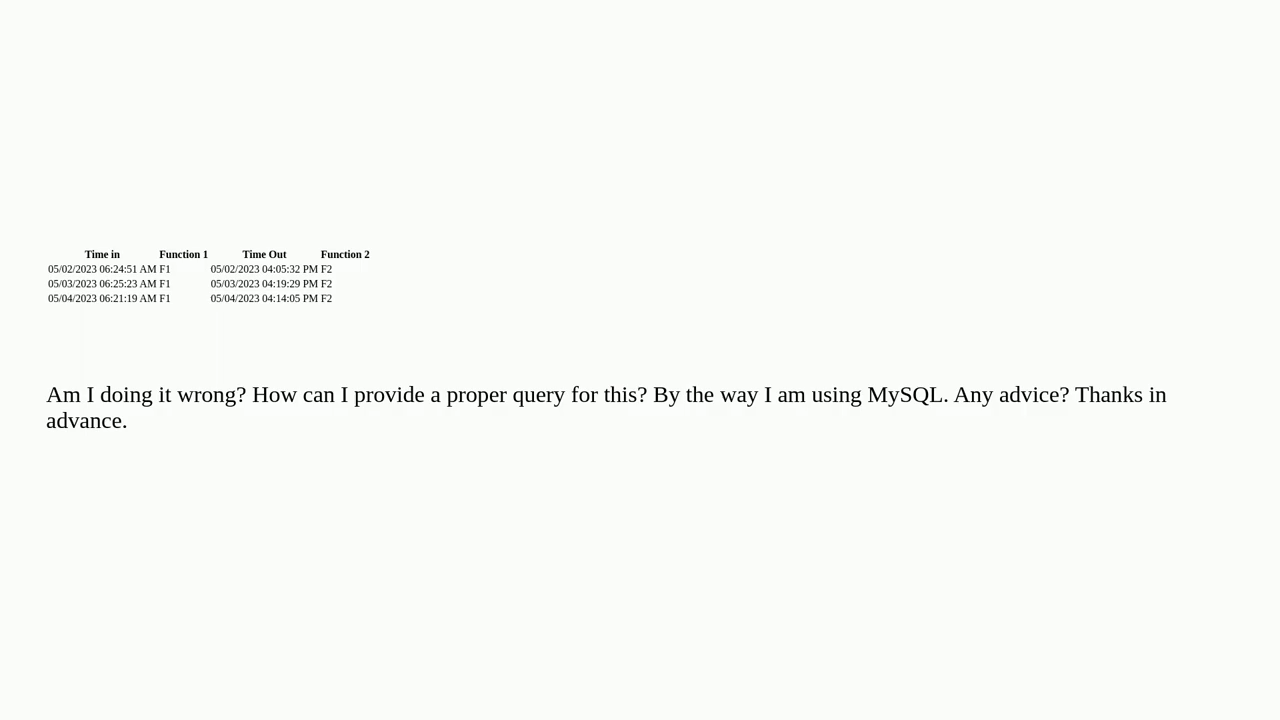 Time in Function 1 Time Out Function 2
05/02/2023 06:24:51 AM F1 05/02/2023 04:05:32 PM F2
05/03/2023 06:25:23 AM F1 05/03/2023 04:19:29 PM F2
05/04/2023 06:21:19 AM F1 05/04/2023 04:14:05 PM F2
Am I doing it wrong? How can I provide a proper query for this? By the way I am using MySQL. Any advice? Thanks in
advance.